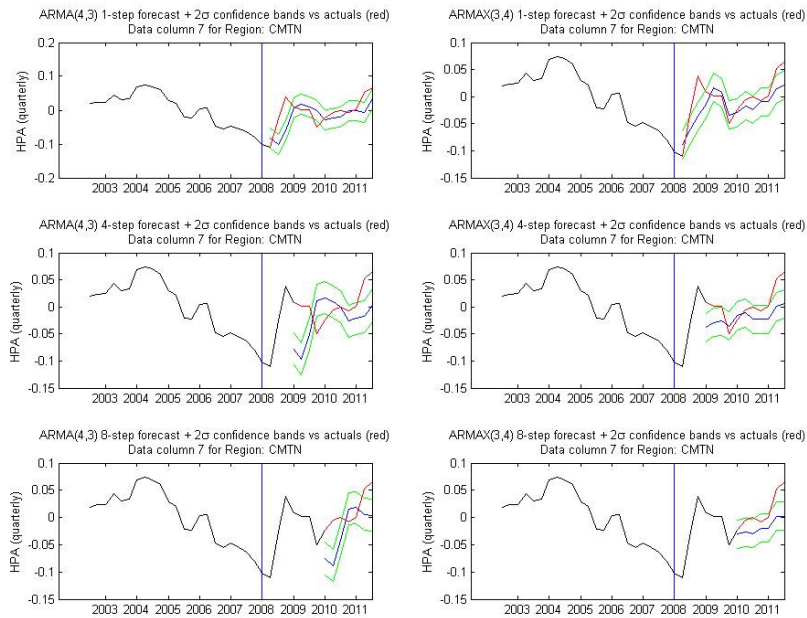 ARMA(4,3) 1-step forecast + 2σ confidence bands vs actuals (red)
Data column 7 for Region: CMTN
0.2
0.1
0
-0.1
0.2
HPA (quarterly)
2003 2004 2005 2006 2007 2008 2009 2010 2011
ARMAX(3,4) 1-step forecast + 2σ confidence bands vs actuals (red)
Data column 7 for Region: CMTN
0.1
0.05
0
-0.05
-0.1
-0.15
HPA (quarterly)
2003 2004 2005 2006 2007 2008 2009 2010 2011
ARMA(4,3) 4-step forecast + 2σ confidence bands vs actuals (red)
Data column 7 for Region: CMTN
0.1
0.05
0
-0.05
-0.1
-0.15
HPA (quarterly)
2003 2004 2005 2006 2007 2008 2009 2010 2011
ARMAX(3,4) 4-step forecast + 2σ confidence bands vs actuals (red)
Data column 7 for Region: CMTN
0.1
0.05
0
-0.05
-0.1
-0.15
HPA (quarterly)
2003 2004 2005 2006 2007 2008 2009 2010 2011
ARMA(4,3) 8-step forecast + 2σ confidence bands vs actuals (red)
Data column 7 for Region: CMTN
0.1
0.05
0
-0.05
-0.1
-0.15
HPA (quarterly)
2003 2004 2005 2006 2007 2008 2009 2010 2011
ARMAX(3,4) 8-step forecast + 2σ confidence bands vs actuals (red)
Data column 7 for Region: CMTN
0.1
0.05
0
-0.05
-0.1
-0.15
HPA (quarterly)
2003 2004 2005 2006 2007 2008 2009 2010 2011